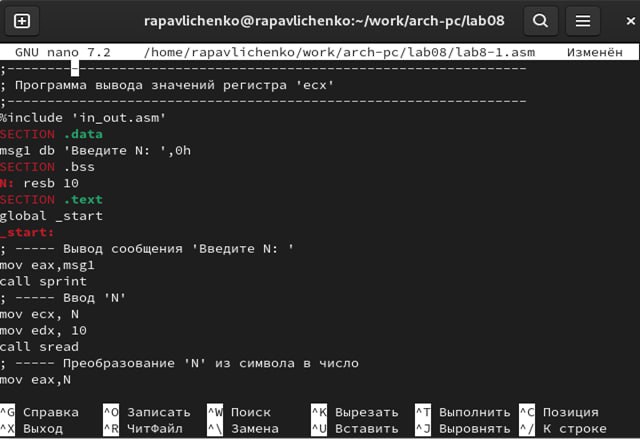 rapavlichenko@rapavlichenko:~/work/arch-pc/lab08
GNU nano 7.2 /home/rapavlichenko/work/arch-pc/lab08/lab8-1.asm Изменён
;-----------------------------------------------------------------
; Программа вывода значений регистра 'ecx'
;-----------------------------------------------------------------
%include 'in_out.asm'
SECTION .data
msg1 db 'Введите N: ',0h
SECTION .bss
N: resb 10
SECTION .text
global _start
_start:
; ----- Вывод сообщения 'Введите N: '
mov eax,msg1
call sprint
; ----- Ввод 'N'
mov ecx, N
mov edx, 10
call sread
; ----- Преобразование 'N' из символа в число
mov eax,N
^G Справка ^O Записать ^W Поиск ^K Вырезать ^T Выполнить ^C Позиция
^X Выход ^R ЧитФайл ^\ Замена ^U Вставить ^J Выровнять ^/ К строке